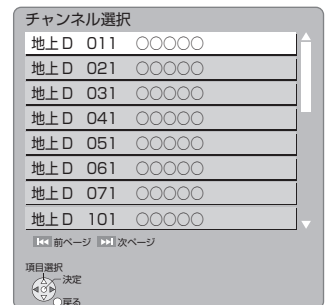 チャンネル選択
地上D 011 ○○○○○
地上D 021 ○○○○○
地上D 031 ○○○○○
地上D 041 ○○○○○
地上D 051 ○○○○○
地上D 061 ○○○○○
地上D 071 ○○○○○
地上D 101 ○○○○○
前ページ 次ページ
項目選択
決定
戻る